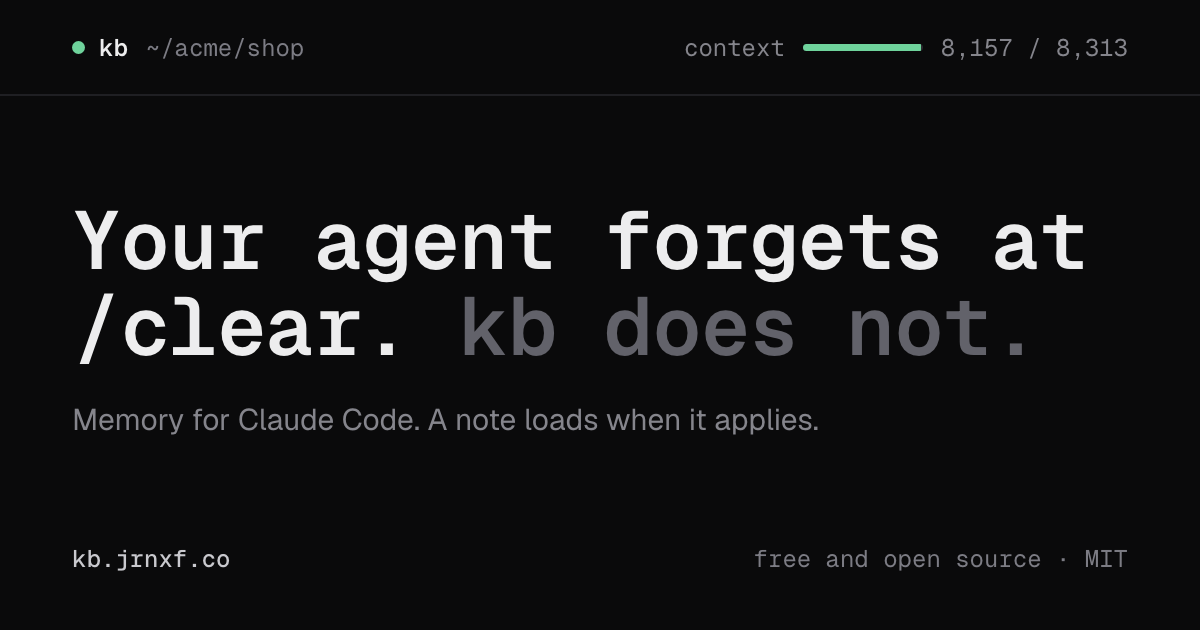 kb ~/acme/shop
context 8,157 / 8,313
Your agent forgets at
/clear. kb does not.
Memory for Claude Code. A note loads when it applies.
kb.jrnxf.co
free and open source · MIT